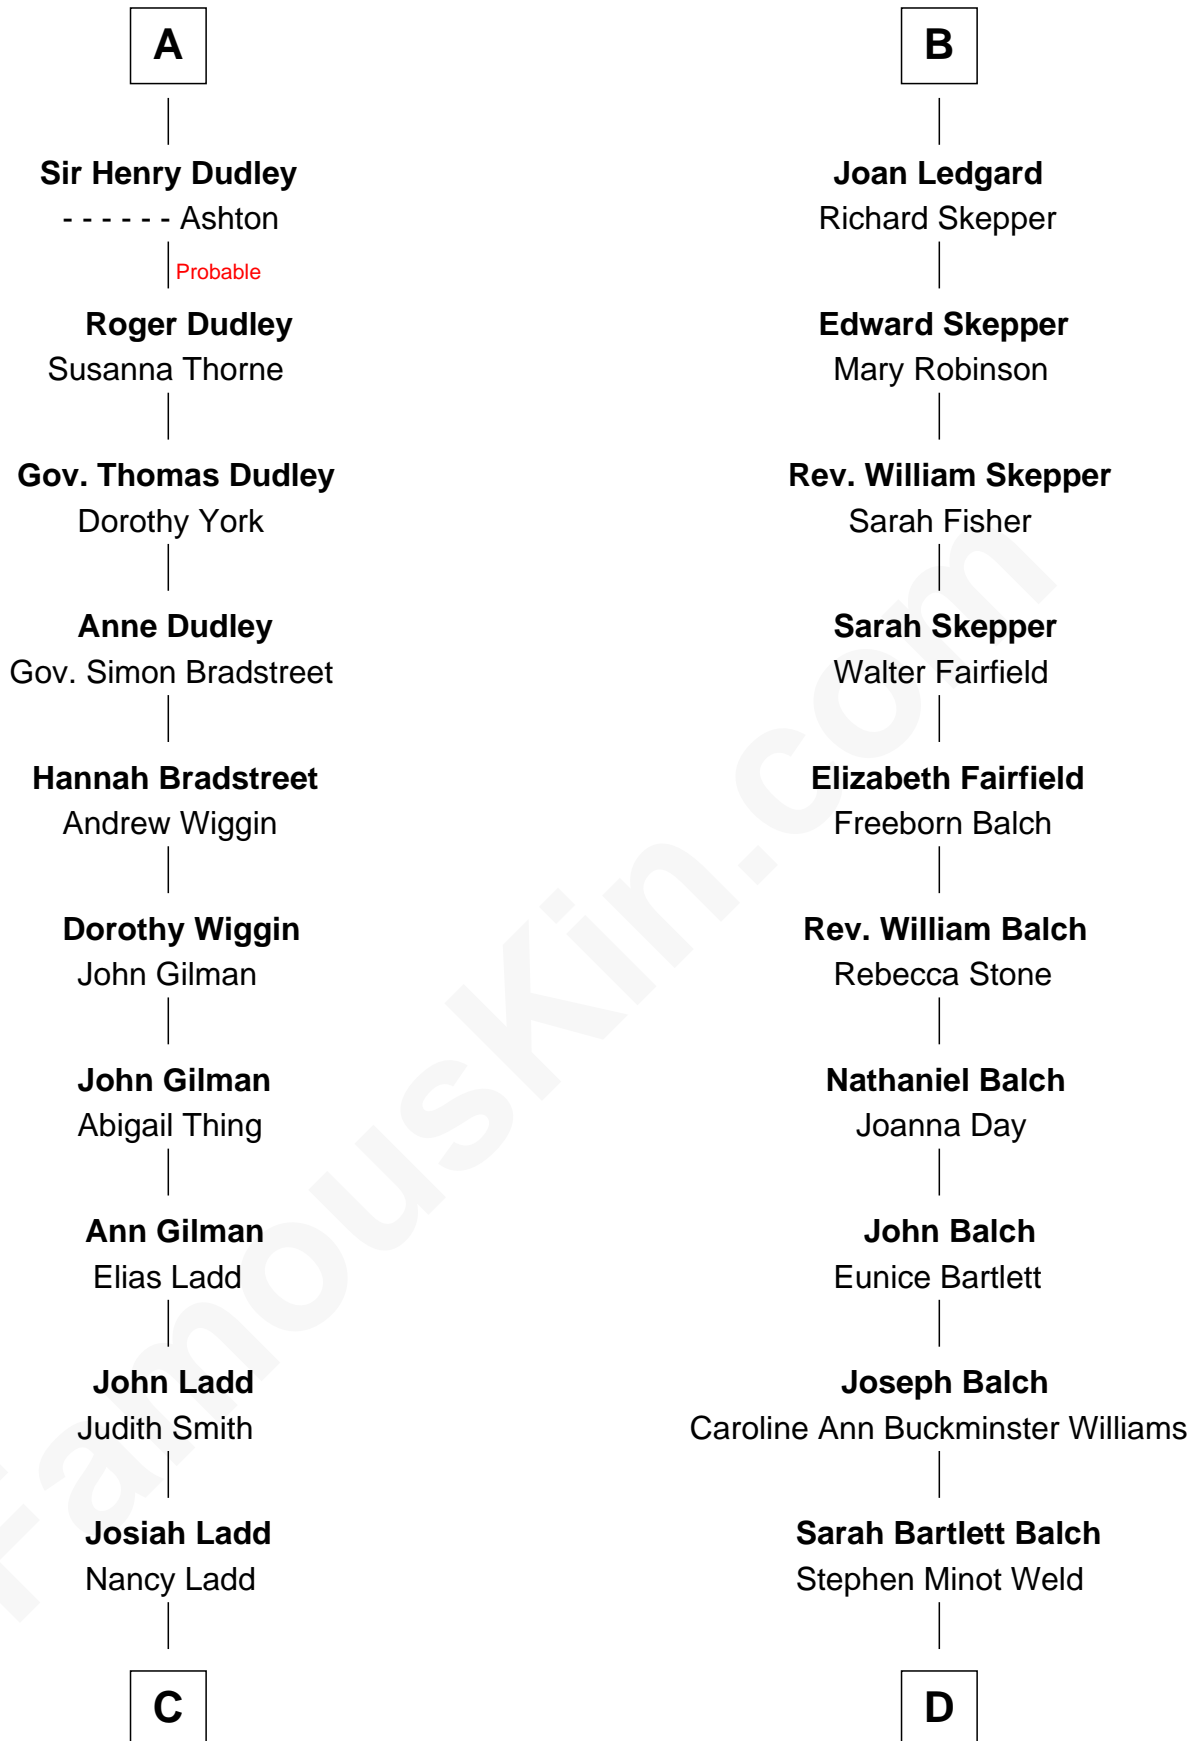 A
Sir Henry Dudley
- - - - - - Ashton
Probable
Roger Dudley
Susanna Thorne
Gov. Thomas Dudley
Dorothy York
Anne Dudley
Gov. Simon Bradstreet
Hannah Bradstreet
Andrew Wiggin
Dorothy Wiggin
John Gilman
John Gilman
Abigail Thing
Ann Gilman
Elias Ladd
John Ladd
Judith Smith
Josiah Ladd
Nancy Ladd
C
B
Joan Ledgard
Richard Skepper
Edward Skepper
Mary Robinson
Rev. William Skepper
Sarah Fisher
Sarah Skepper
Walter Fairfield
Elizabeth Fairfield
Freeborn Balch
Rev. William Balch
Rebecca Stone
Nathaniel Balch
Joanna Day
John Balch
Eunice Bartlett
Joseph Balch
Caroline Ann Buckminster Williams
Sarah Bartlett Balch
Stephen Minot Weld
D
FamousKin.com